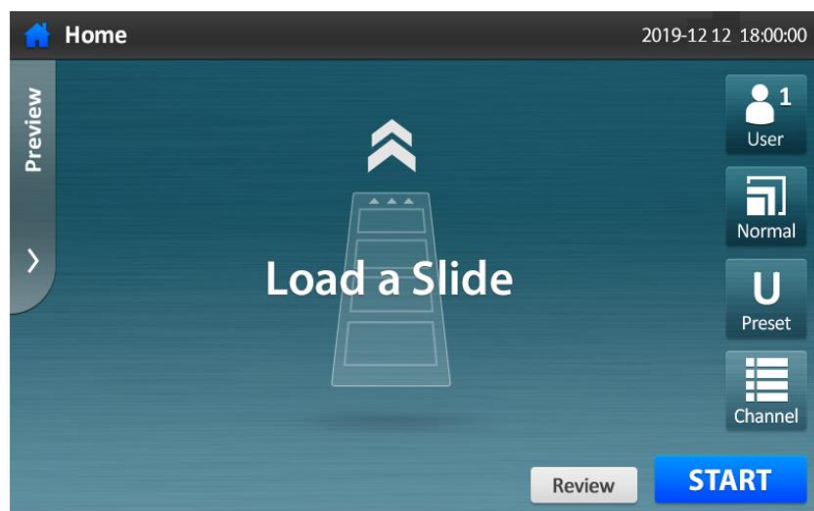 Home
2019-12 12 18:00:00
Preview
Load a Slide
1
User
Normal
U
Preset
Channel
Review
START